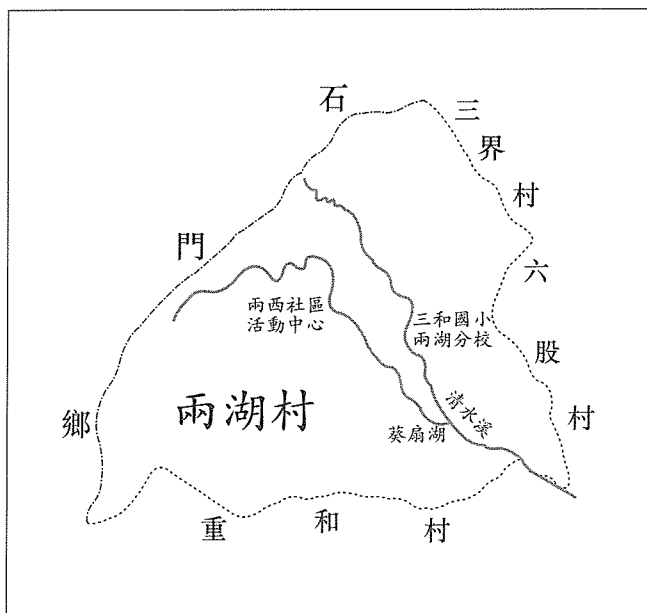 石門鄉
三界村
六股村
兩西社區
活動中心
三和國小
兩湖分校
清水溪
兩湖村
葵扇湖
重和村